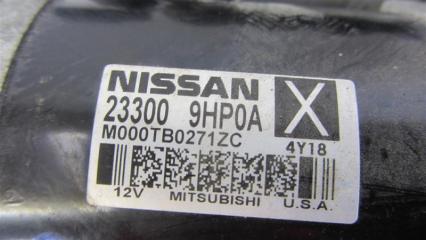 NISSAN X
23300 9HP0A
M000TB0271ZC 4Y18
12V MITSUBISHI U.S.A.